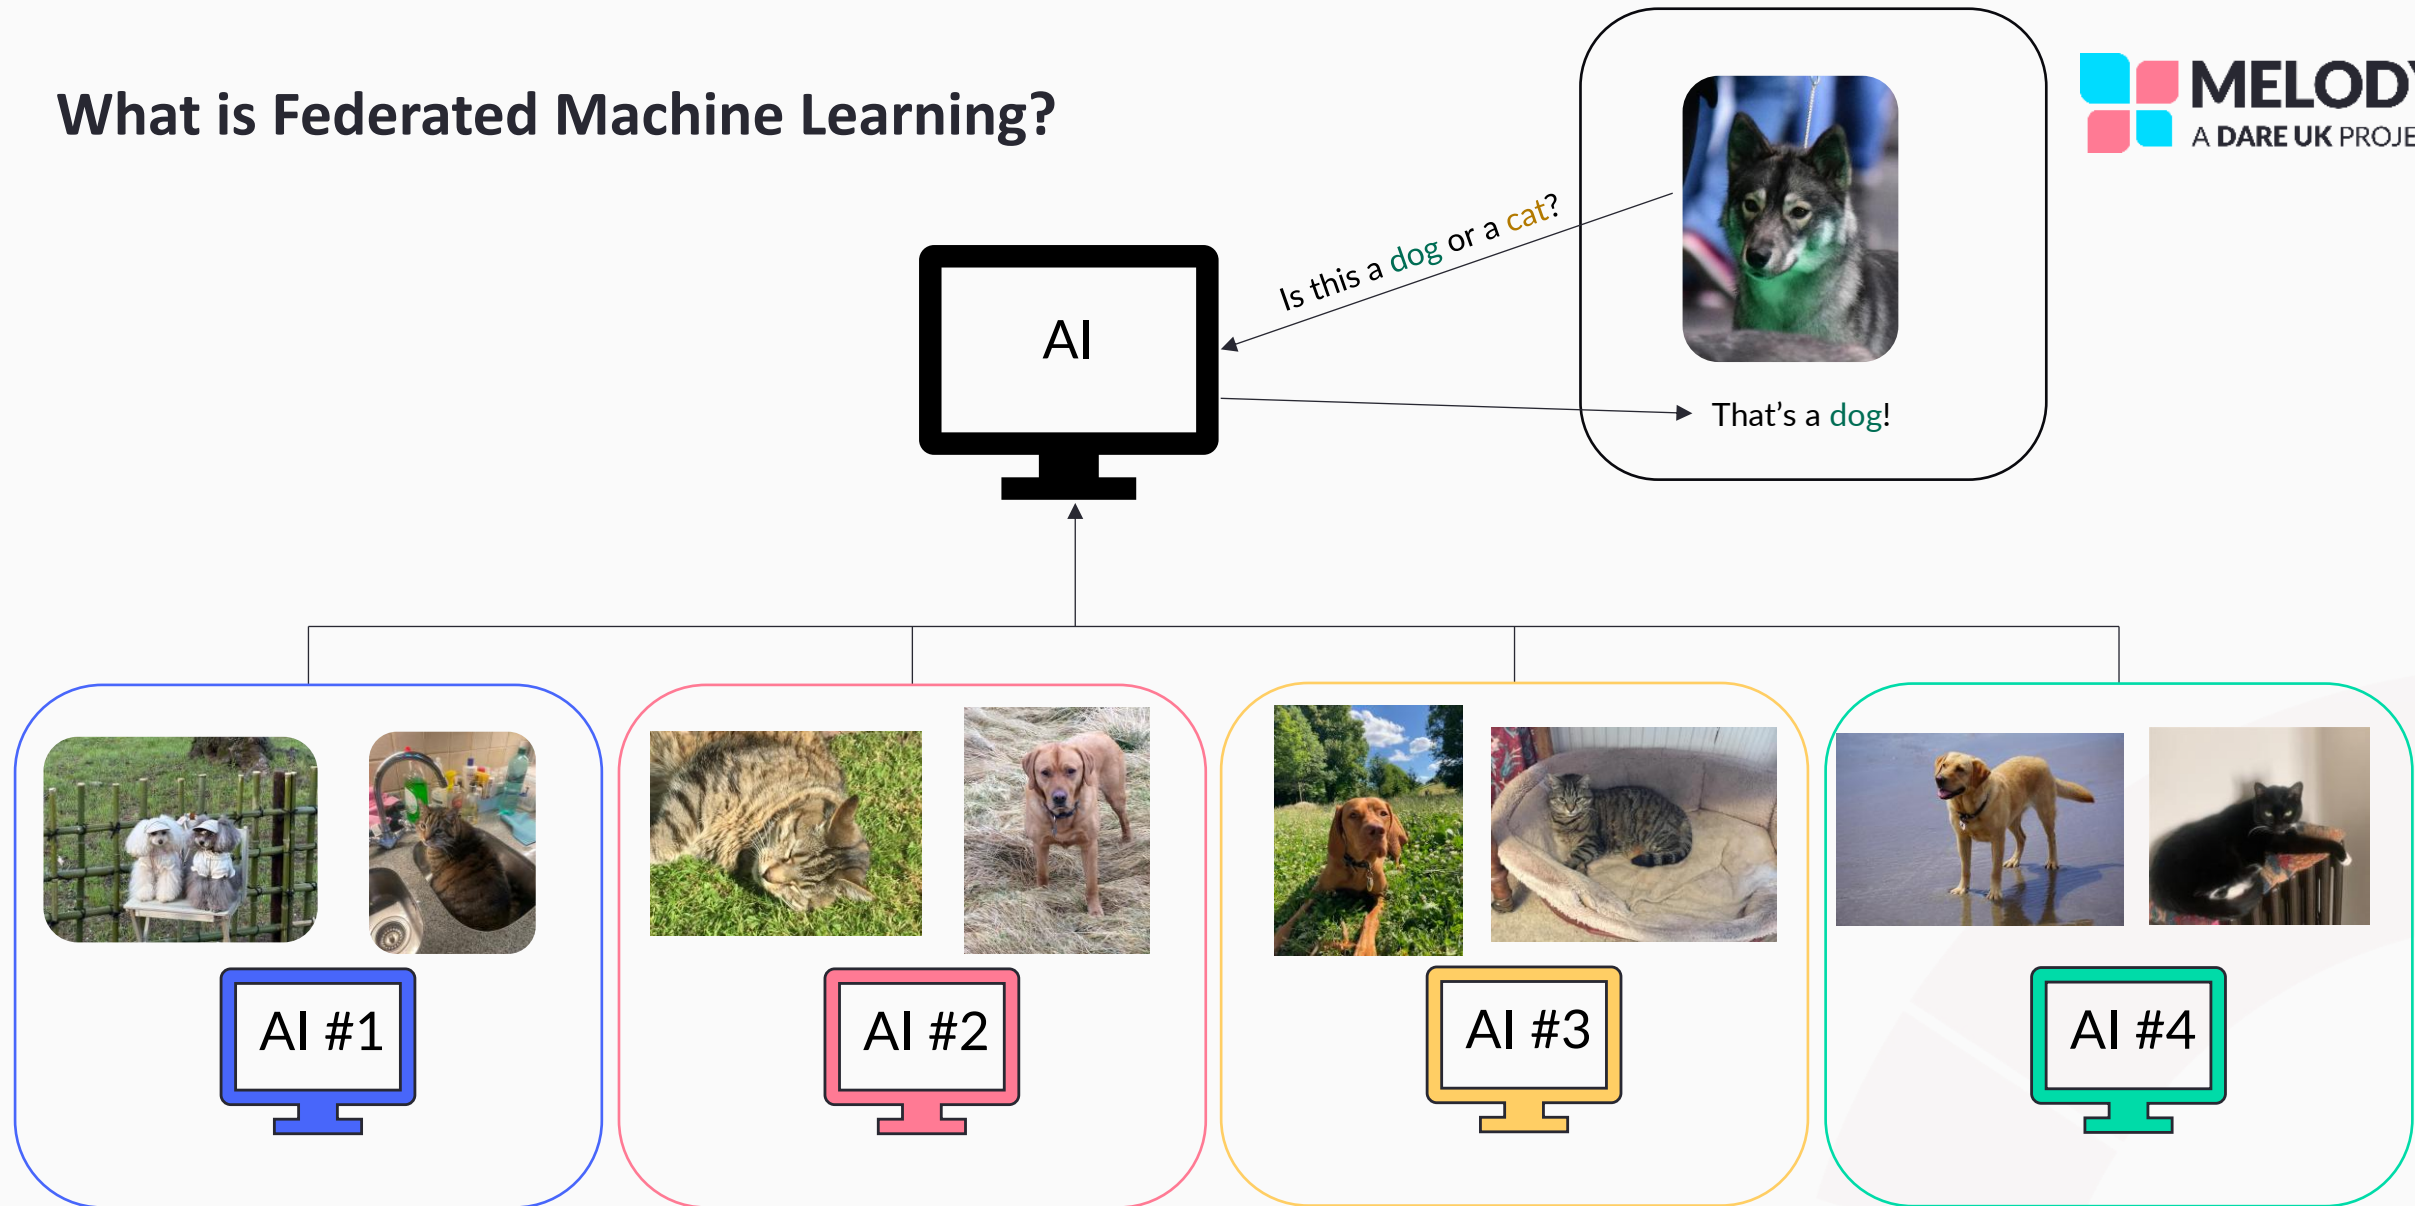 What is Federated Machine Learning?
MELODY
A DARE UK PROJE
Is this a dog or a cat?
AI
That's a dog!
AI #1
AI #2
AI #3
AI #4